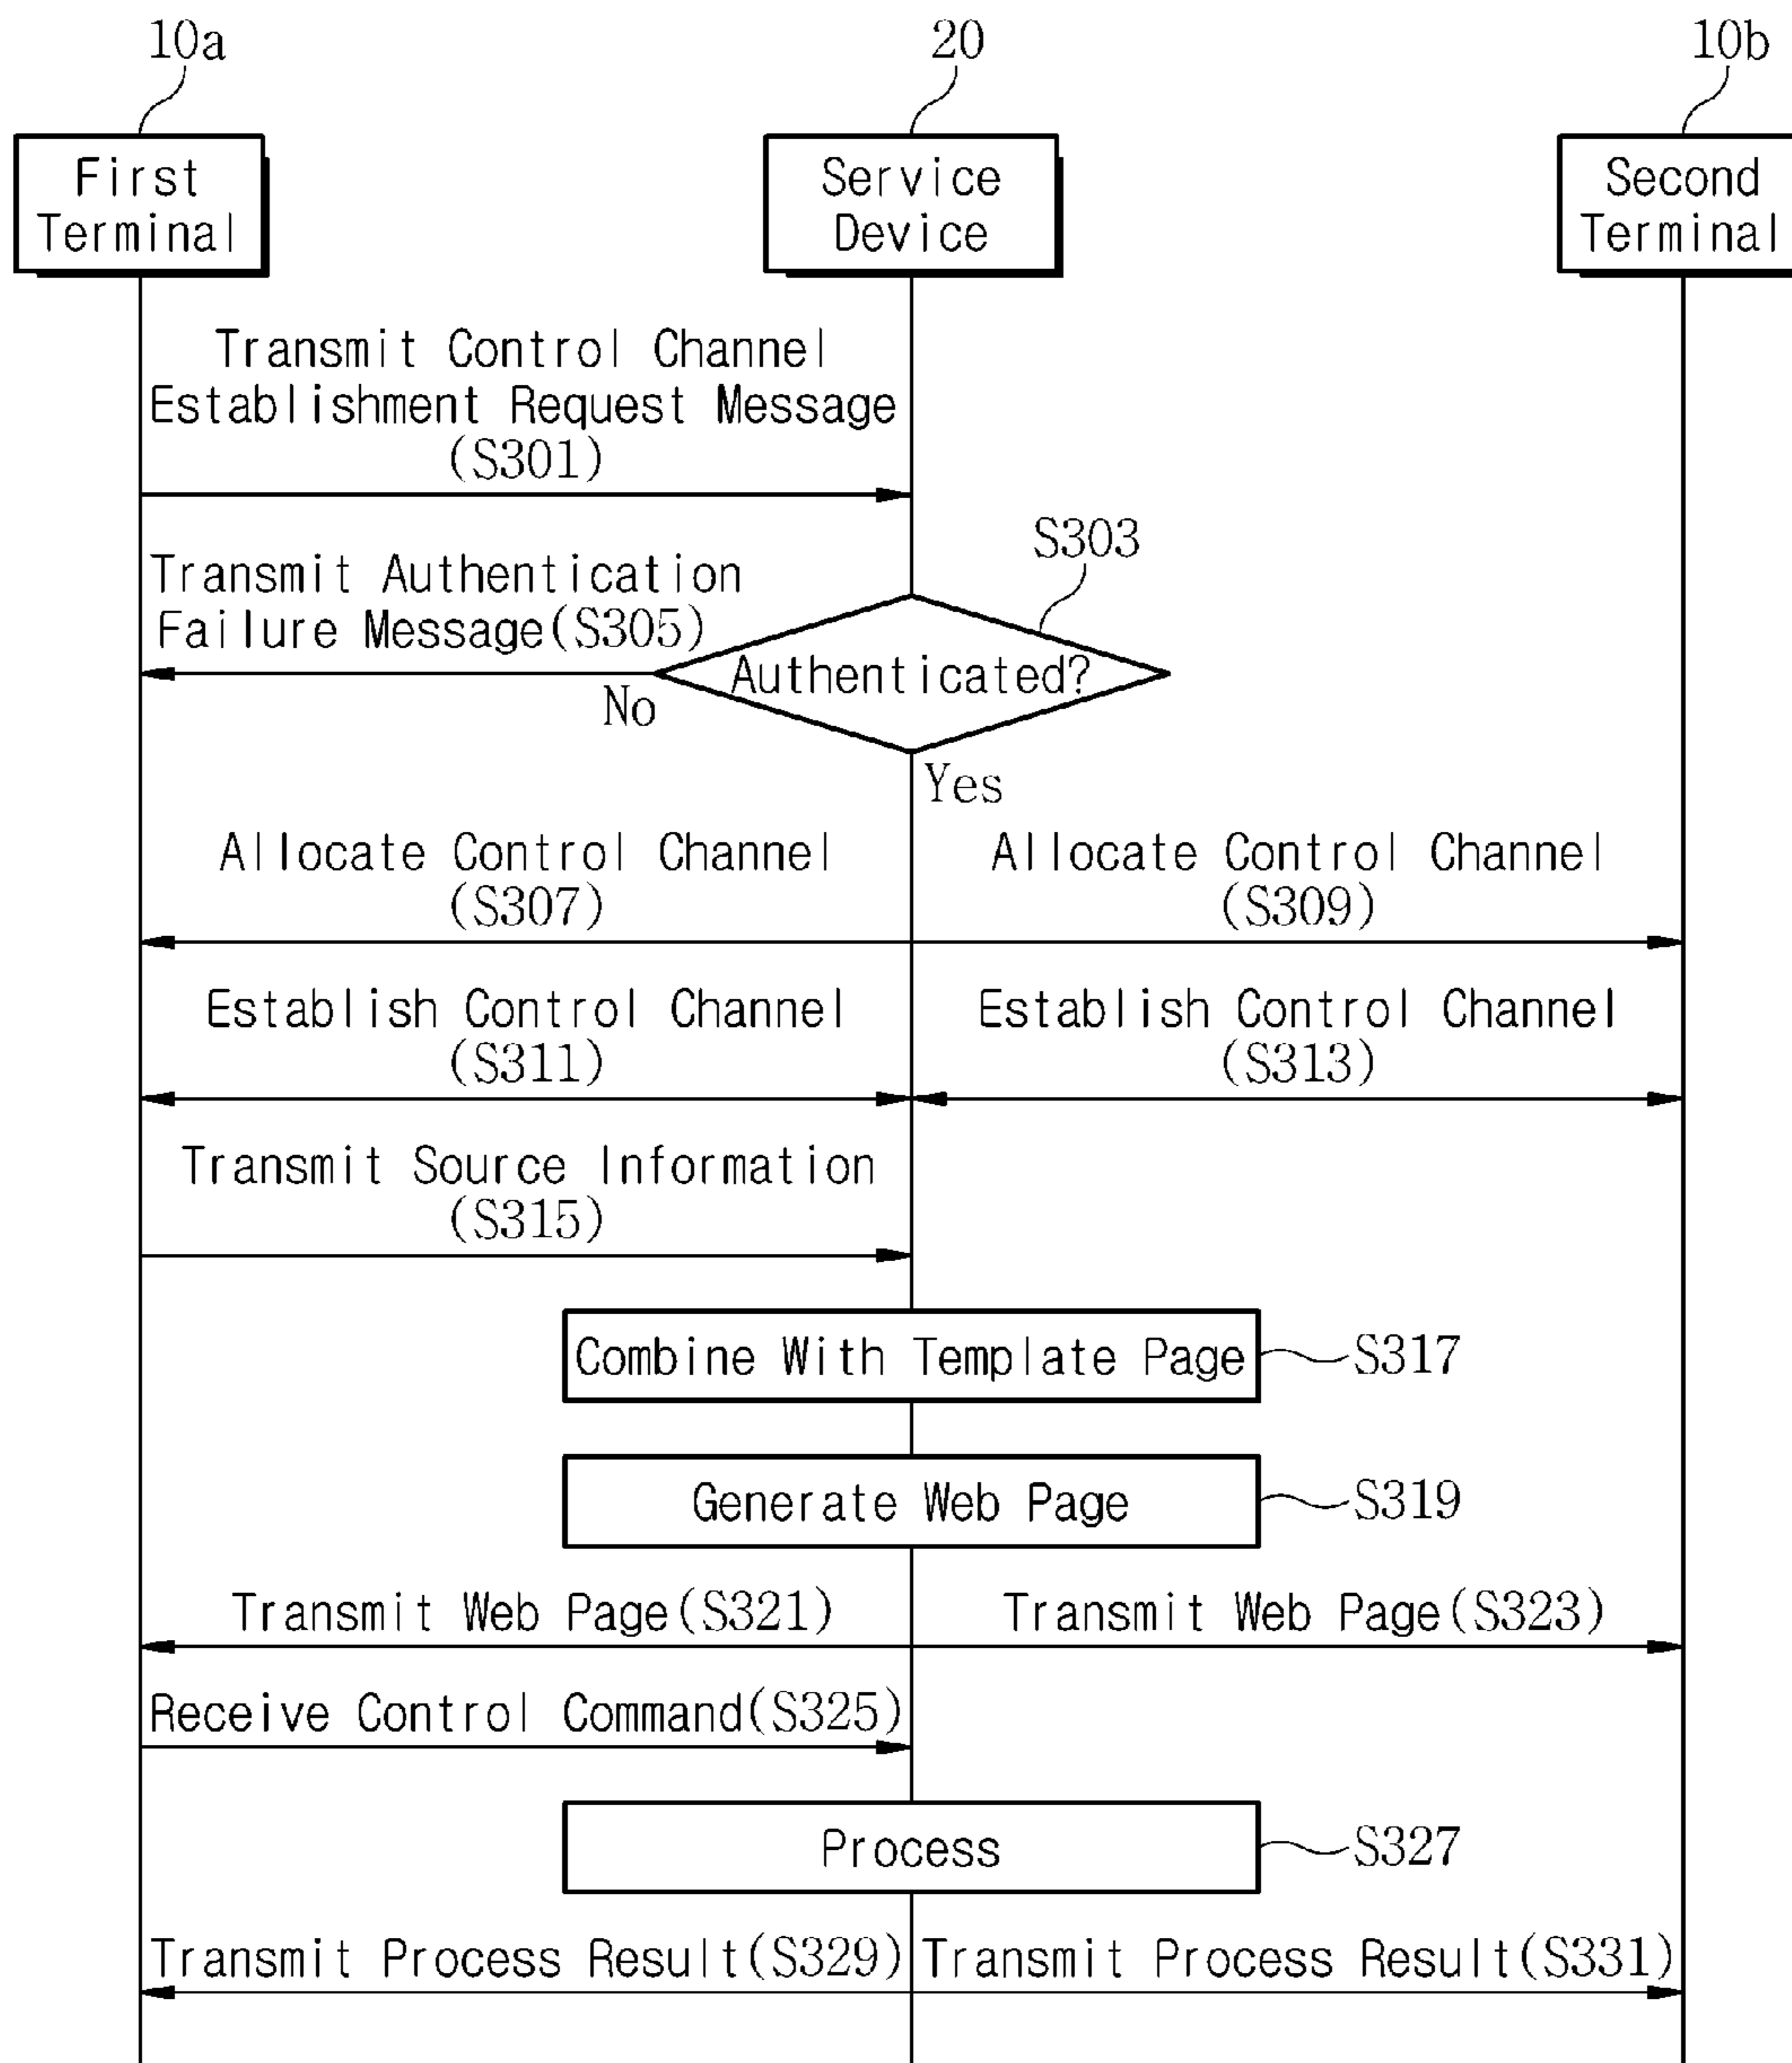 10a
20
10b
First
Terminal
Service
Device
Second
Terminal
Transmit Control Channel
Establishment Request Message
(S301)
S303
Transmit Authentication
Failure Message(S305)
Authenticated?
No
Yes
Allocate Control Channel
(S307)
Allocate Control Channel
(S309)
Establish Control Channel
(S311)
Establish Control Channel
(S313)
Transmit Source Information
(S315)
Combine With Template Page
S317
Generate Web Page
S319
Transmit Web Page(S321)
Transmit Web Page(S323)
Receive Control Command(S325)
Process
S327
Transmit Process Result(S329)
Transmit Process Result(S331)